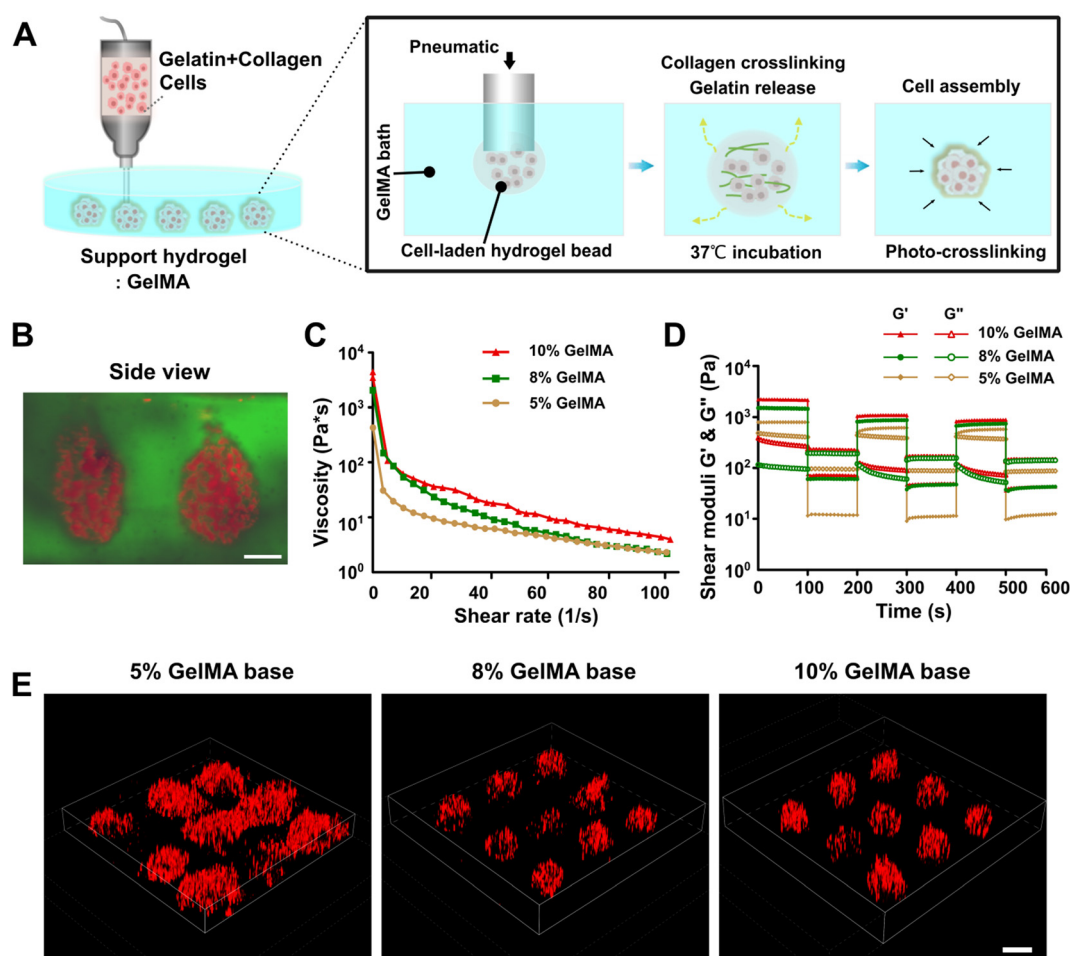 A
Gelatin+Collagen
Cells
Support hydrogel
: GelMA
Pneumatic
GelMA bath
Cell-laden hydrogel bead
Collagen crosslinking
Gelatin release
37℃ incubation
Cell assembly
Photo-crosslinking
B
Side view
C
10% GelMA
8% GelMA
5% GelMA
Viscosity (Pa*s)
10⁴
10³
10²
10¹
10⁰
0 20 40 60 80 100
Shear rate (1/s)
D
G' G"
10% GelMA
8% GelMA
5% GelMA
Shear moduli G' & G" (Pa)
10⁴
10³
10²
10¹
10⁰
0 100 200 300 400 500 600
Time (s)
E
5% GelMA base
8% GelMA base
10% GelMA base